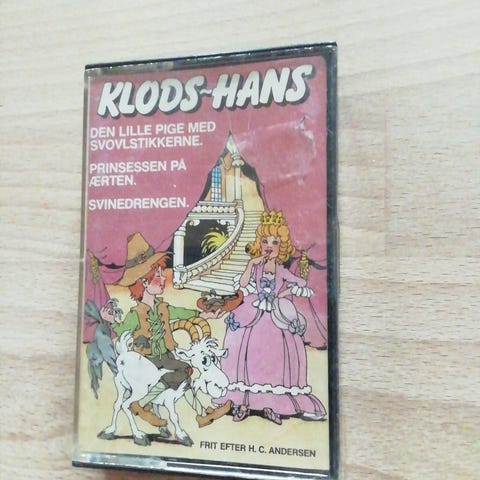 KLODS-HANS
DEN LILLE PIGE MED
SVOVLSTIKKERNE.
PRINSESSEN PÅ
ÆRTEN.
SVINEDRENGEN.
FRIT EFTER H. C. ANDERSEN